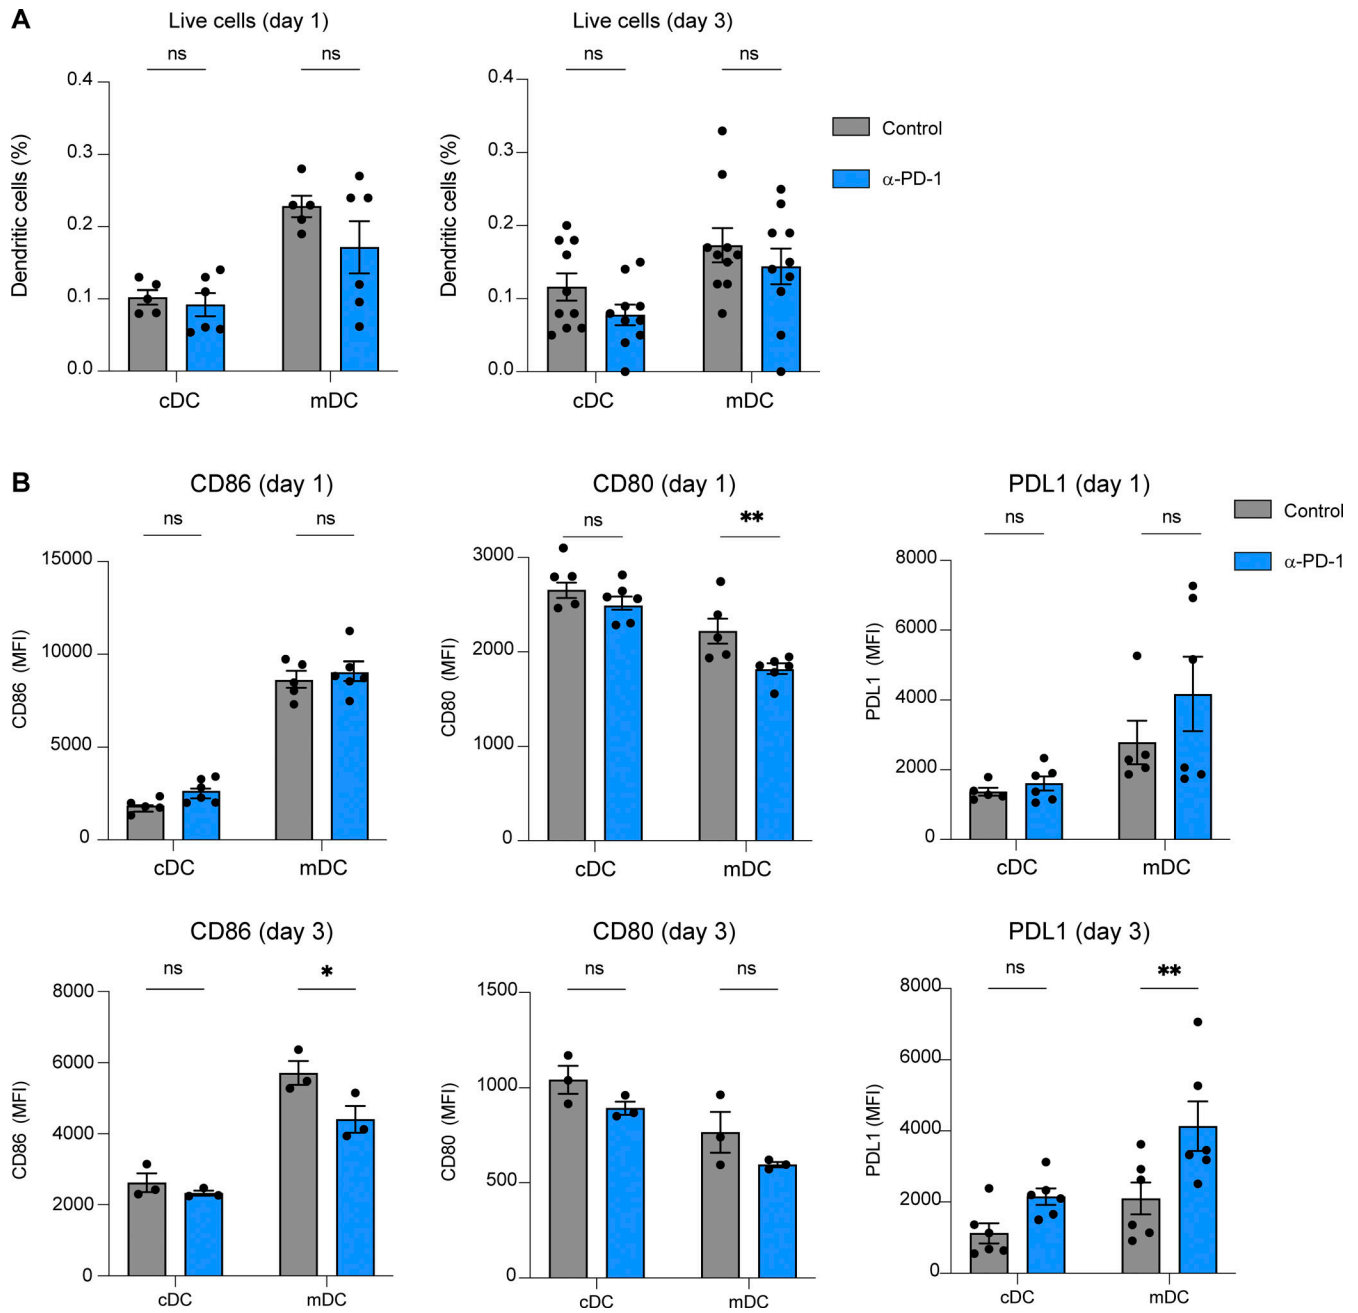 A
Live cells (day 1)
Live cells (day 3)
ns
ns
ns
ns
0.4
0.3
0.2
0.1
0.0
Dendritic cells (%)
cDC
mDC
0.4
0.3
0.2
0.1
0.0
Dendritic cells (%)
cDC
mDC
Control
α-PD-1
B
CD86 (day 1)
CD80 (day 1)
PDL1 (day 1)
ns
ns
ns
**
ns
ns
15000
10000
5000
0
CD86 (MFI)
cDC
mDC
3000
2000
1000
0
CD80 (MFI)
cDC
mDC
8000
6000
4000
2000
0
PDL1 (MFI)
cDC
mDC
Control
α-PD-1
CD86 (day 3)
CD80 (day 3)
PDL1 (day 3)
ns
*
ns
ns
ns
**
8000
6000
4000
2000
0
CD86 (MFI)
cDC
mDC
1500
1000
500
0
CD80 (MFI)
cDC
mDC
8000
6000
4000
2000
0
PDL1 (MFI)
cDC
mDC